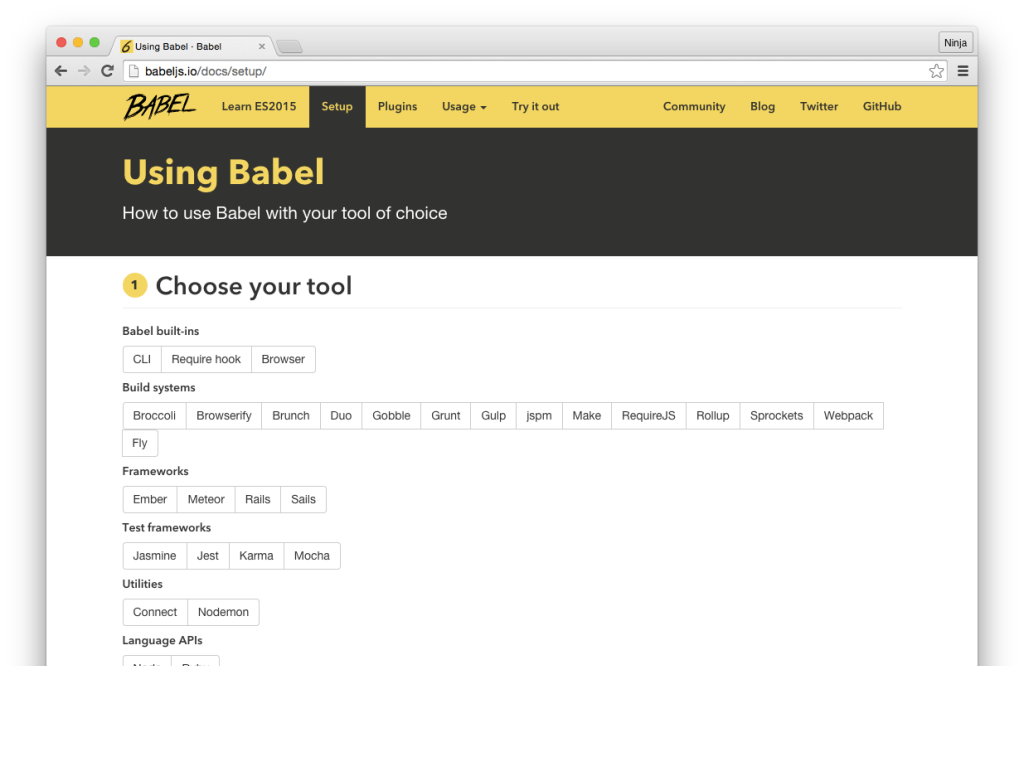 Using Babel · Babel
Ninja
babeljs.io/docs/setup/
BABEL Learn ES2015 Setup Plugins Usage Try it out Community Blog Twitter GitHub
Using Babel
How to use Babel with your tool of choice
1 Choose your tool
Babel built-ins
CLI Require hook Browser
Build systems
Broccoli Browserify Brunch Duo Gobble Grunt Gulp jspm Make RequireJS Rollup Sprockets Webpack
Fly
Frameworks
Ember Meteor Rails Sails
Test frameworks
Jasmine Jest Karma Mocha
Utilities
Connect Nodemon
Language APIs